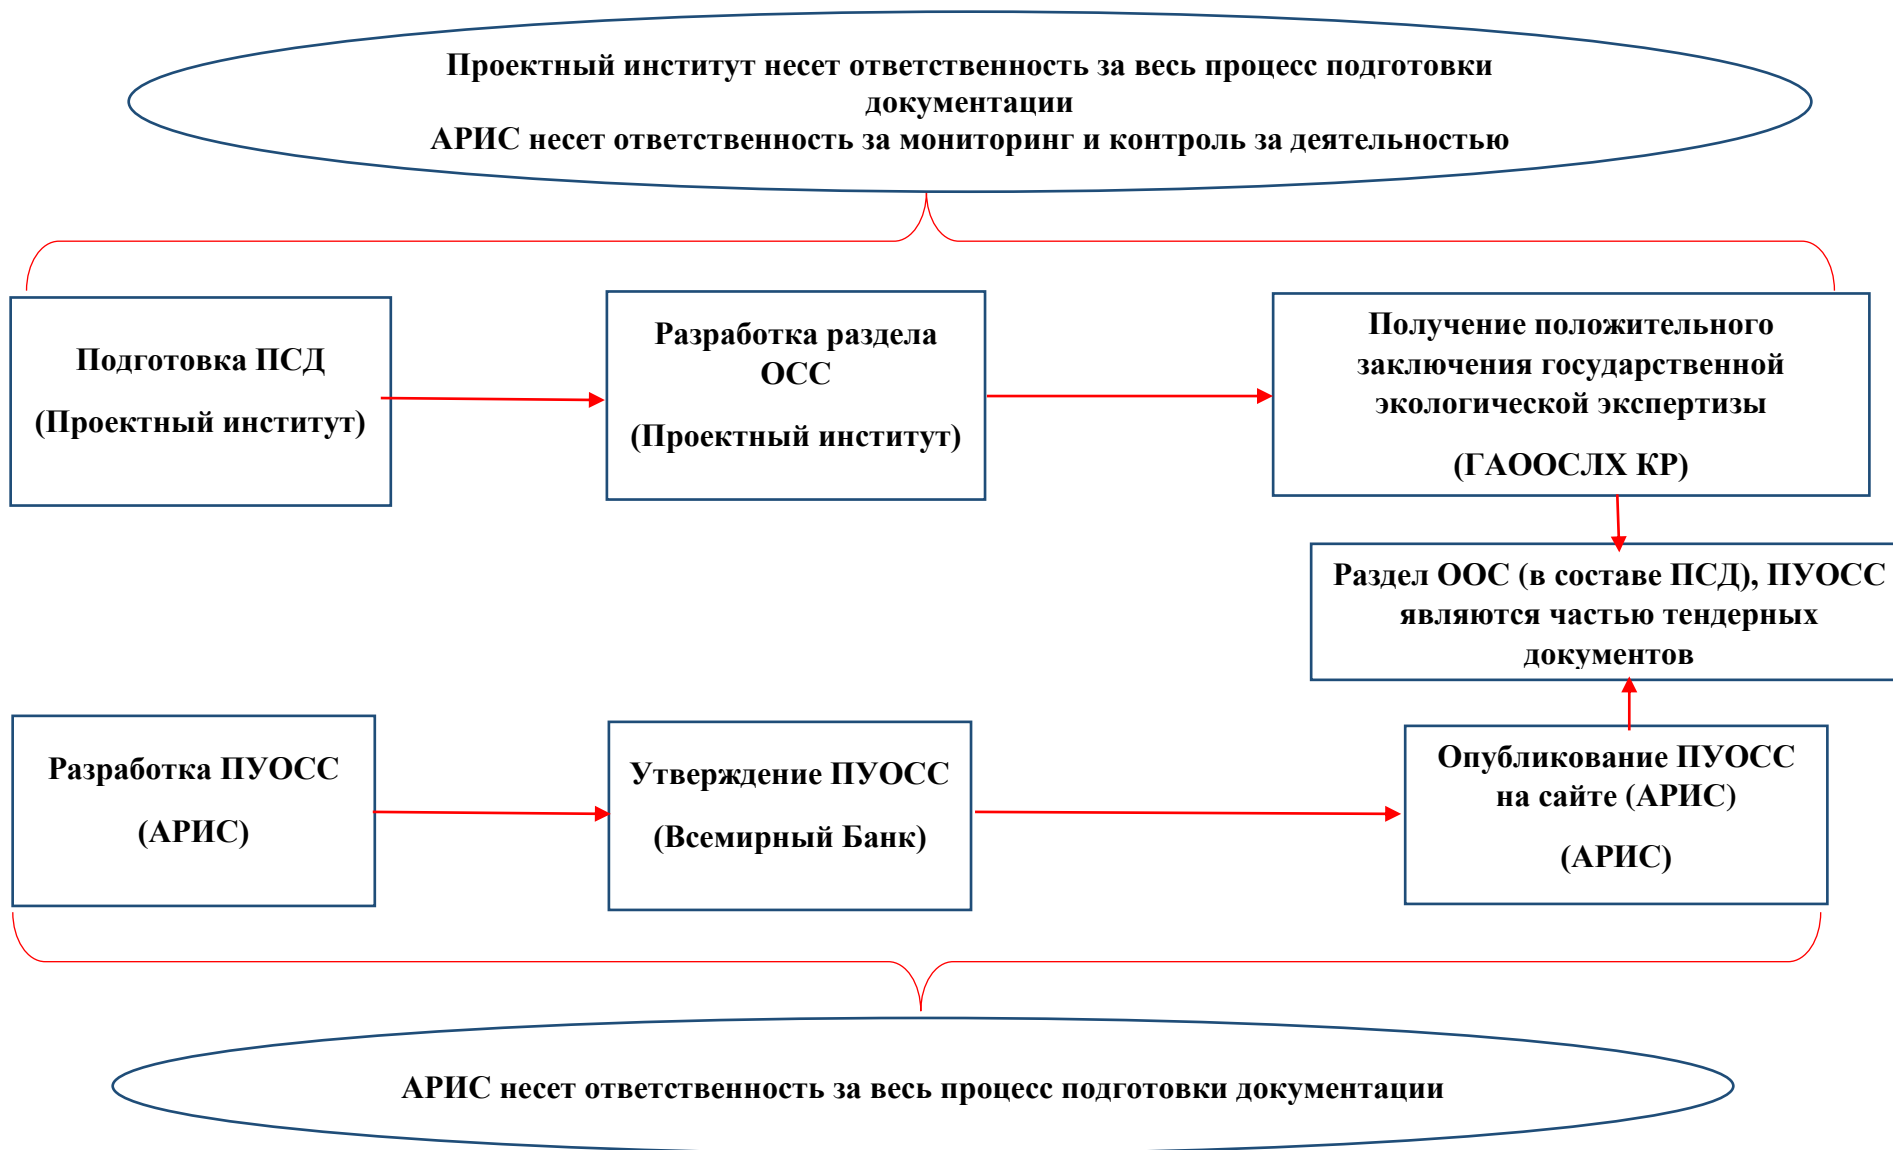 Проектный институт несет ответственность за весь процесс подготовки
документации
АРИС несет ответственность за мониторинг и контроль за деятельностью
Подготовка ПСД
(Проектный институт)
Разработка раздела
ОСС
(Проектный институт)
Получение положительного
заключения государственной
экологической экспертизы
(ГАООСЛХ КР)
Раздел ООС (в составе ПСД), ПУОСС
являются частью тендерных
документов
Разработка ПУОСС
(АРИС)
Утверждение ПУОСС
(Всемирный Банк)
Опубликование ПУОСС
на сайте (АРИС)
(АРИС)
АРИС несет ответственность за весь процесс подготовки документации